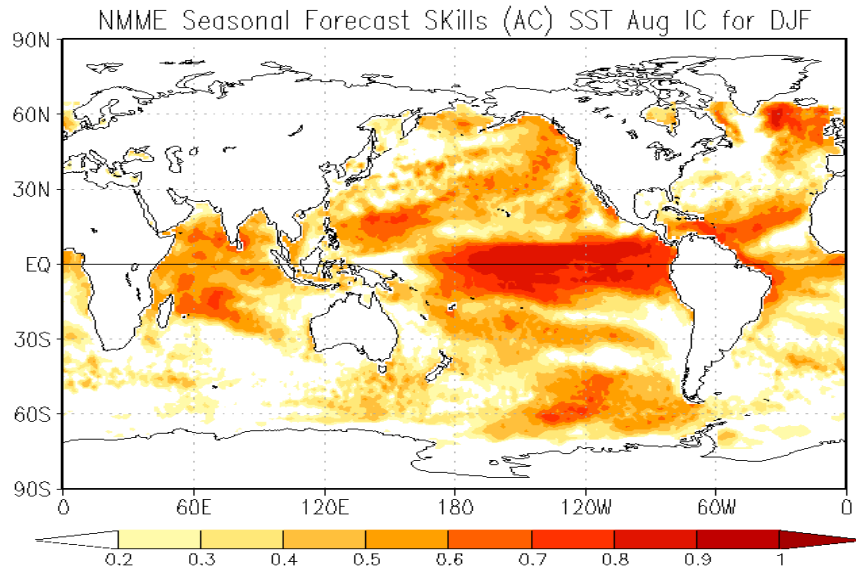 NMME Seasonal Forecast SKills (AC) SST Aug IC for DJF
90N
60N
30N
EQ
30S
60S
90S
0 60E 120E 180 120W 60W 0
0.2 0.3 0.4 0.5 0.6 0.7 0.8 0.9 1